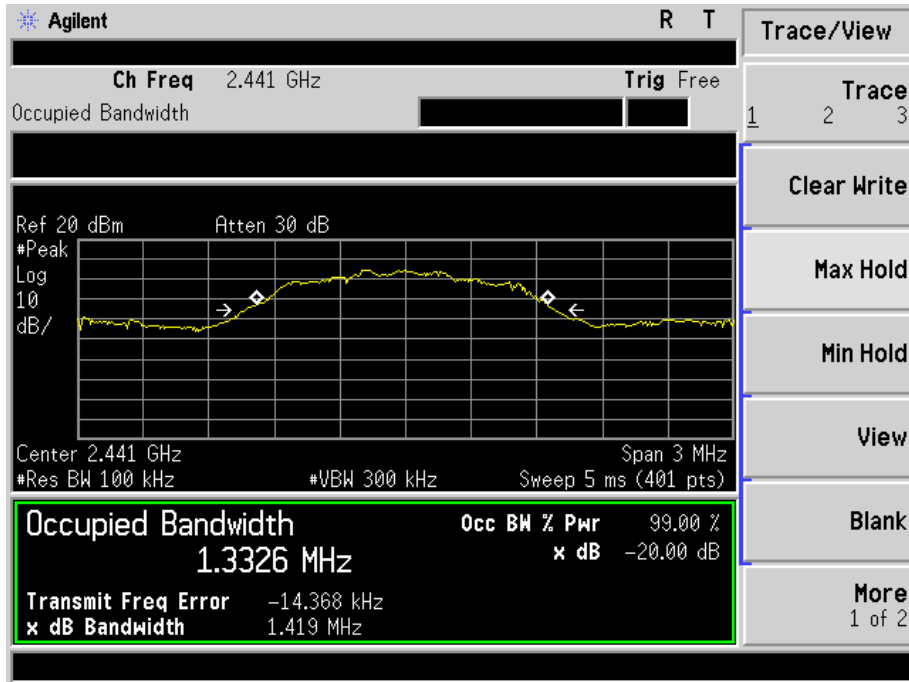 Agilent R T
Ch Freq 2.441 GHz Trig Free
Occupied Bandwidth
Ref 20 dBm Atten 30 dB
#Peak
Log
10
dB/
Center 2.441 GHz Span 3 MHz
#Res BW 100 kHz #VBW 300 kHz Sweep 5 ms (401 pts)
Occupied Bandwidth Occ BW % Pwr 99.00 %
1.3326 MHz x dB -20.00 dB
Transmit Freq Error -14.368 kHz
x dB Bandwidth 1.419 MHz
Trace/View
Trace
1 2 3
Clear Write
Max Hold
Min Hold
View
Blank
More
1 of 2